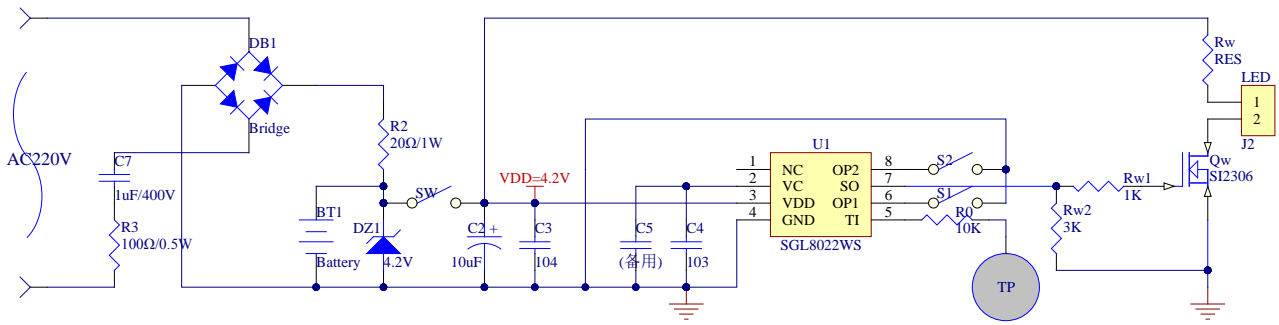 AC220V
DB1
Bridge
C7
1uF/400V
R3
100Ω/0.5W
R2
20Ω/1W
BT1
Battery
SW
DZ1
4.2V
VDD=4.2V
C2 +
10uF
C3
104
C5
(备用)
C4
103
U1
1 NC OP2 8
2 VC SO 7
3 VDD OP1 6
4 GND TI 5
SGL8022WS
S2
S1
R0
10K
TP
Rw2
3K
Rw1
1K
Qw
SI2306
Rw
RES
LED
1
2
J2